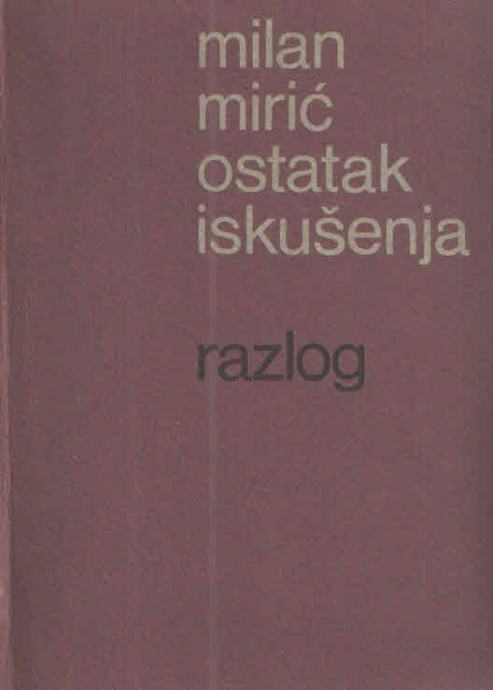 milan
mirić
ostatak
iskušenja
razlog